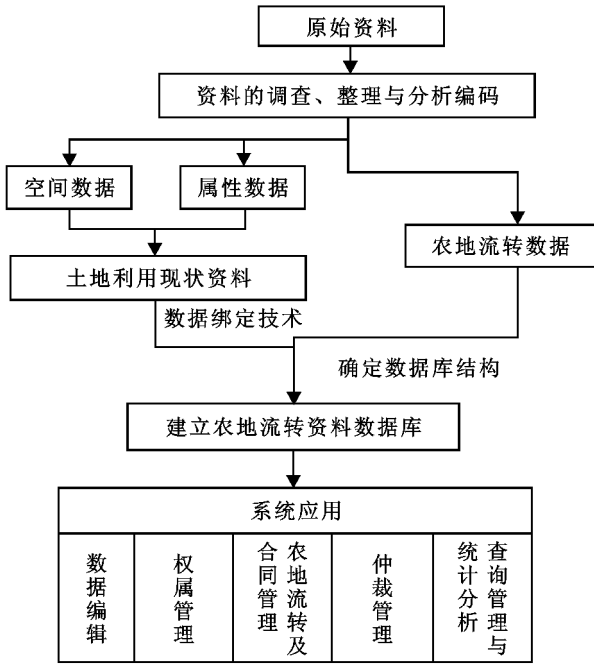 原始资料
资料的调查、整理与分析编码
空间数据
属性数据
农地流转数据
土地利用现状资料
数据绑定技术
确定数据库结构
建立农地流转资料数据库
系统应用
数据编辑
权属管理
农地流转及
合同管理
仲裁管理
查询管理与
统计分析